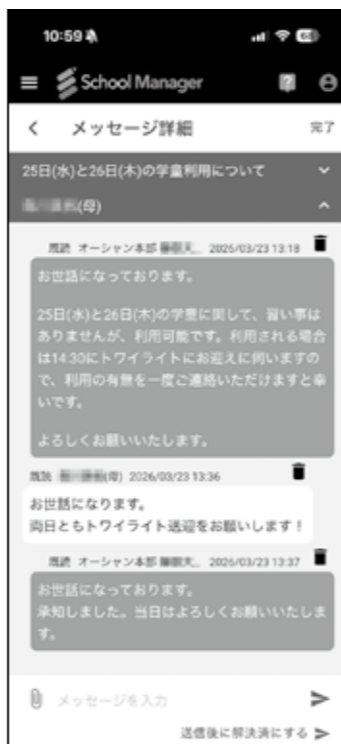 10:59
School Manager
メッセージ詳細
完了
25日(水)と26日(木)の学童利用について
(母)
既読 オーシャン本部 2026/03/23 13:18
お世話になっております。
25日(水)と26日(木)の学童に関して、習い事は
ありませんが、利用可能です。利用される場合
は14:30にトワイライトにお迎えに伺いますの
で、利用の有無を一度ご連絡いただけますと幸
いです。
よろしくお願いいたします。
既読 (母) 2026/03/23 13:36
お世話になります。
両日ともトワイライト送迎をお願いします！
既読 オーシャン本部 2026/03/23 13:37
お世話になっております。
承知しました。当日はよろしくお願いいたしま
す。
メッセージを入力
送信後に解決済にする